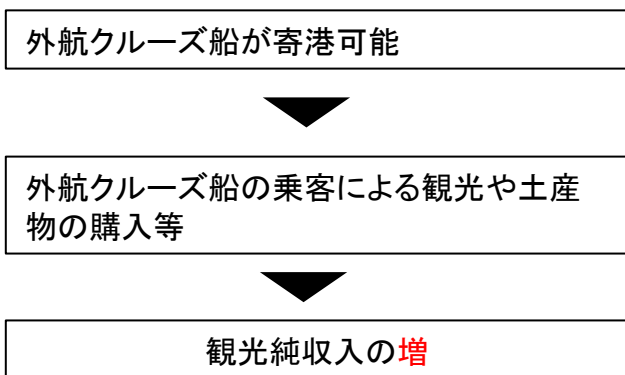 外航クルーズ船が寄港可能
外航クルーズ船の乗客による観光や土産
物の購入等
観光純収入の増